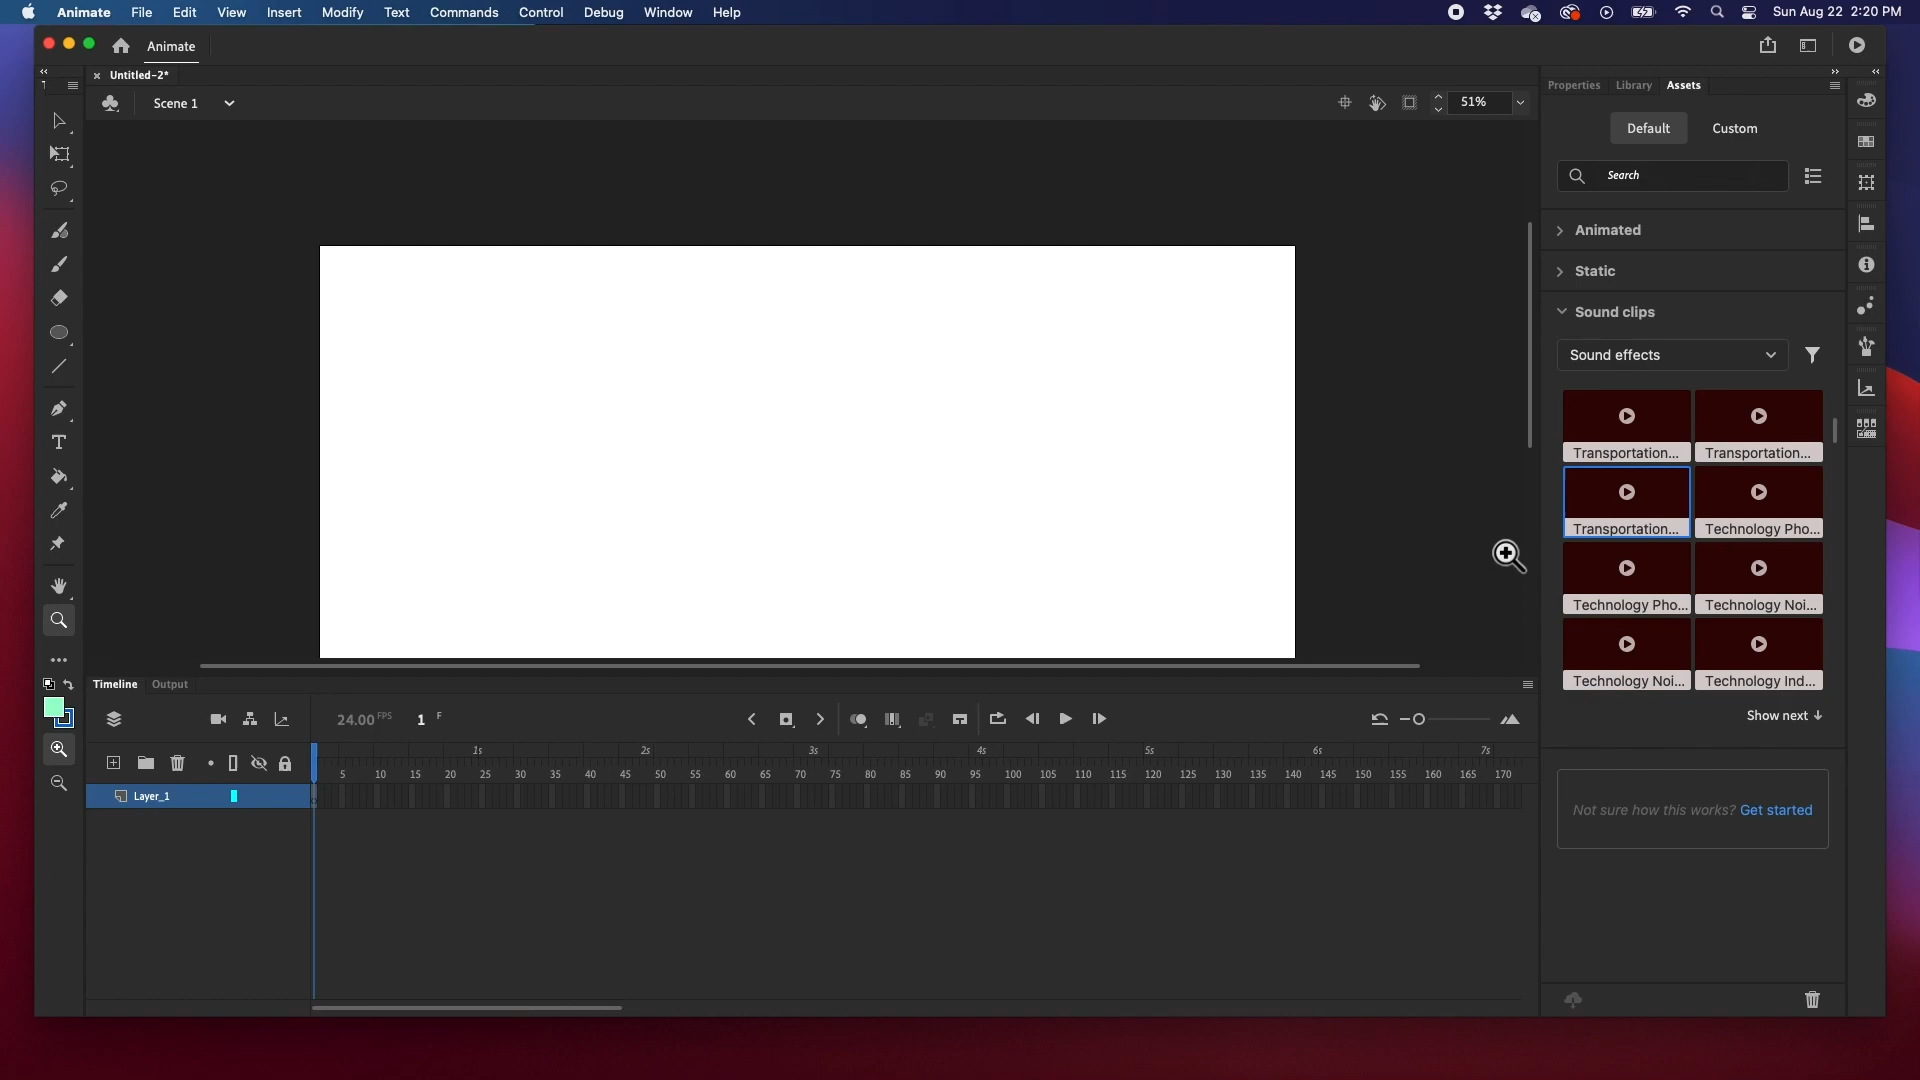 Animate File Edit View Insert Modify Text Commands Control Debug Window Help
Sun Aug 22 2:20 PM
Animate
Untitled-2*
Scene 1
51%
Properties Library Assets
Default Custom
Search
Animated
Static
Sound clips
Sound effects
Transportation... Transportation...
Transportation... Technology Pho...
Technology Pho... Technology Noi...
Technology Noi... Technology Ind...
Show next
Not sure how this works? Get started
Timeline Output
24.00 FPS 1 F
1s 2s 3s 4s 5s 6s 7s
5 10 15 20 25 30 35 40 45 50 55 60 65 70 75 80 85 90 95 100 105 110 115 120 125 130 135 140 145 150 155 160 165 170
Layer_1